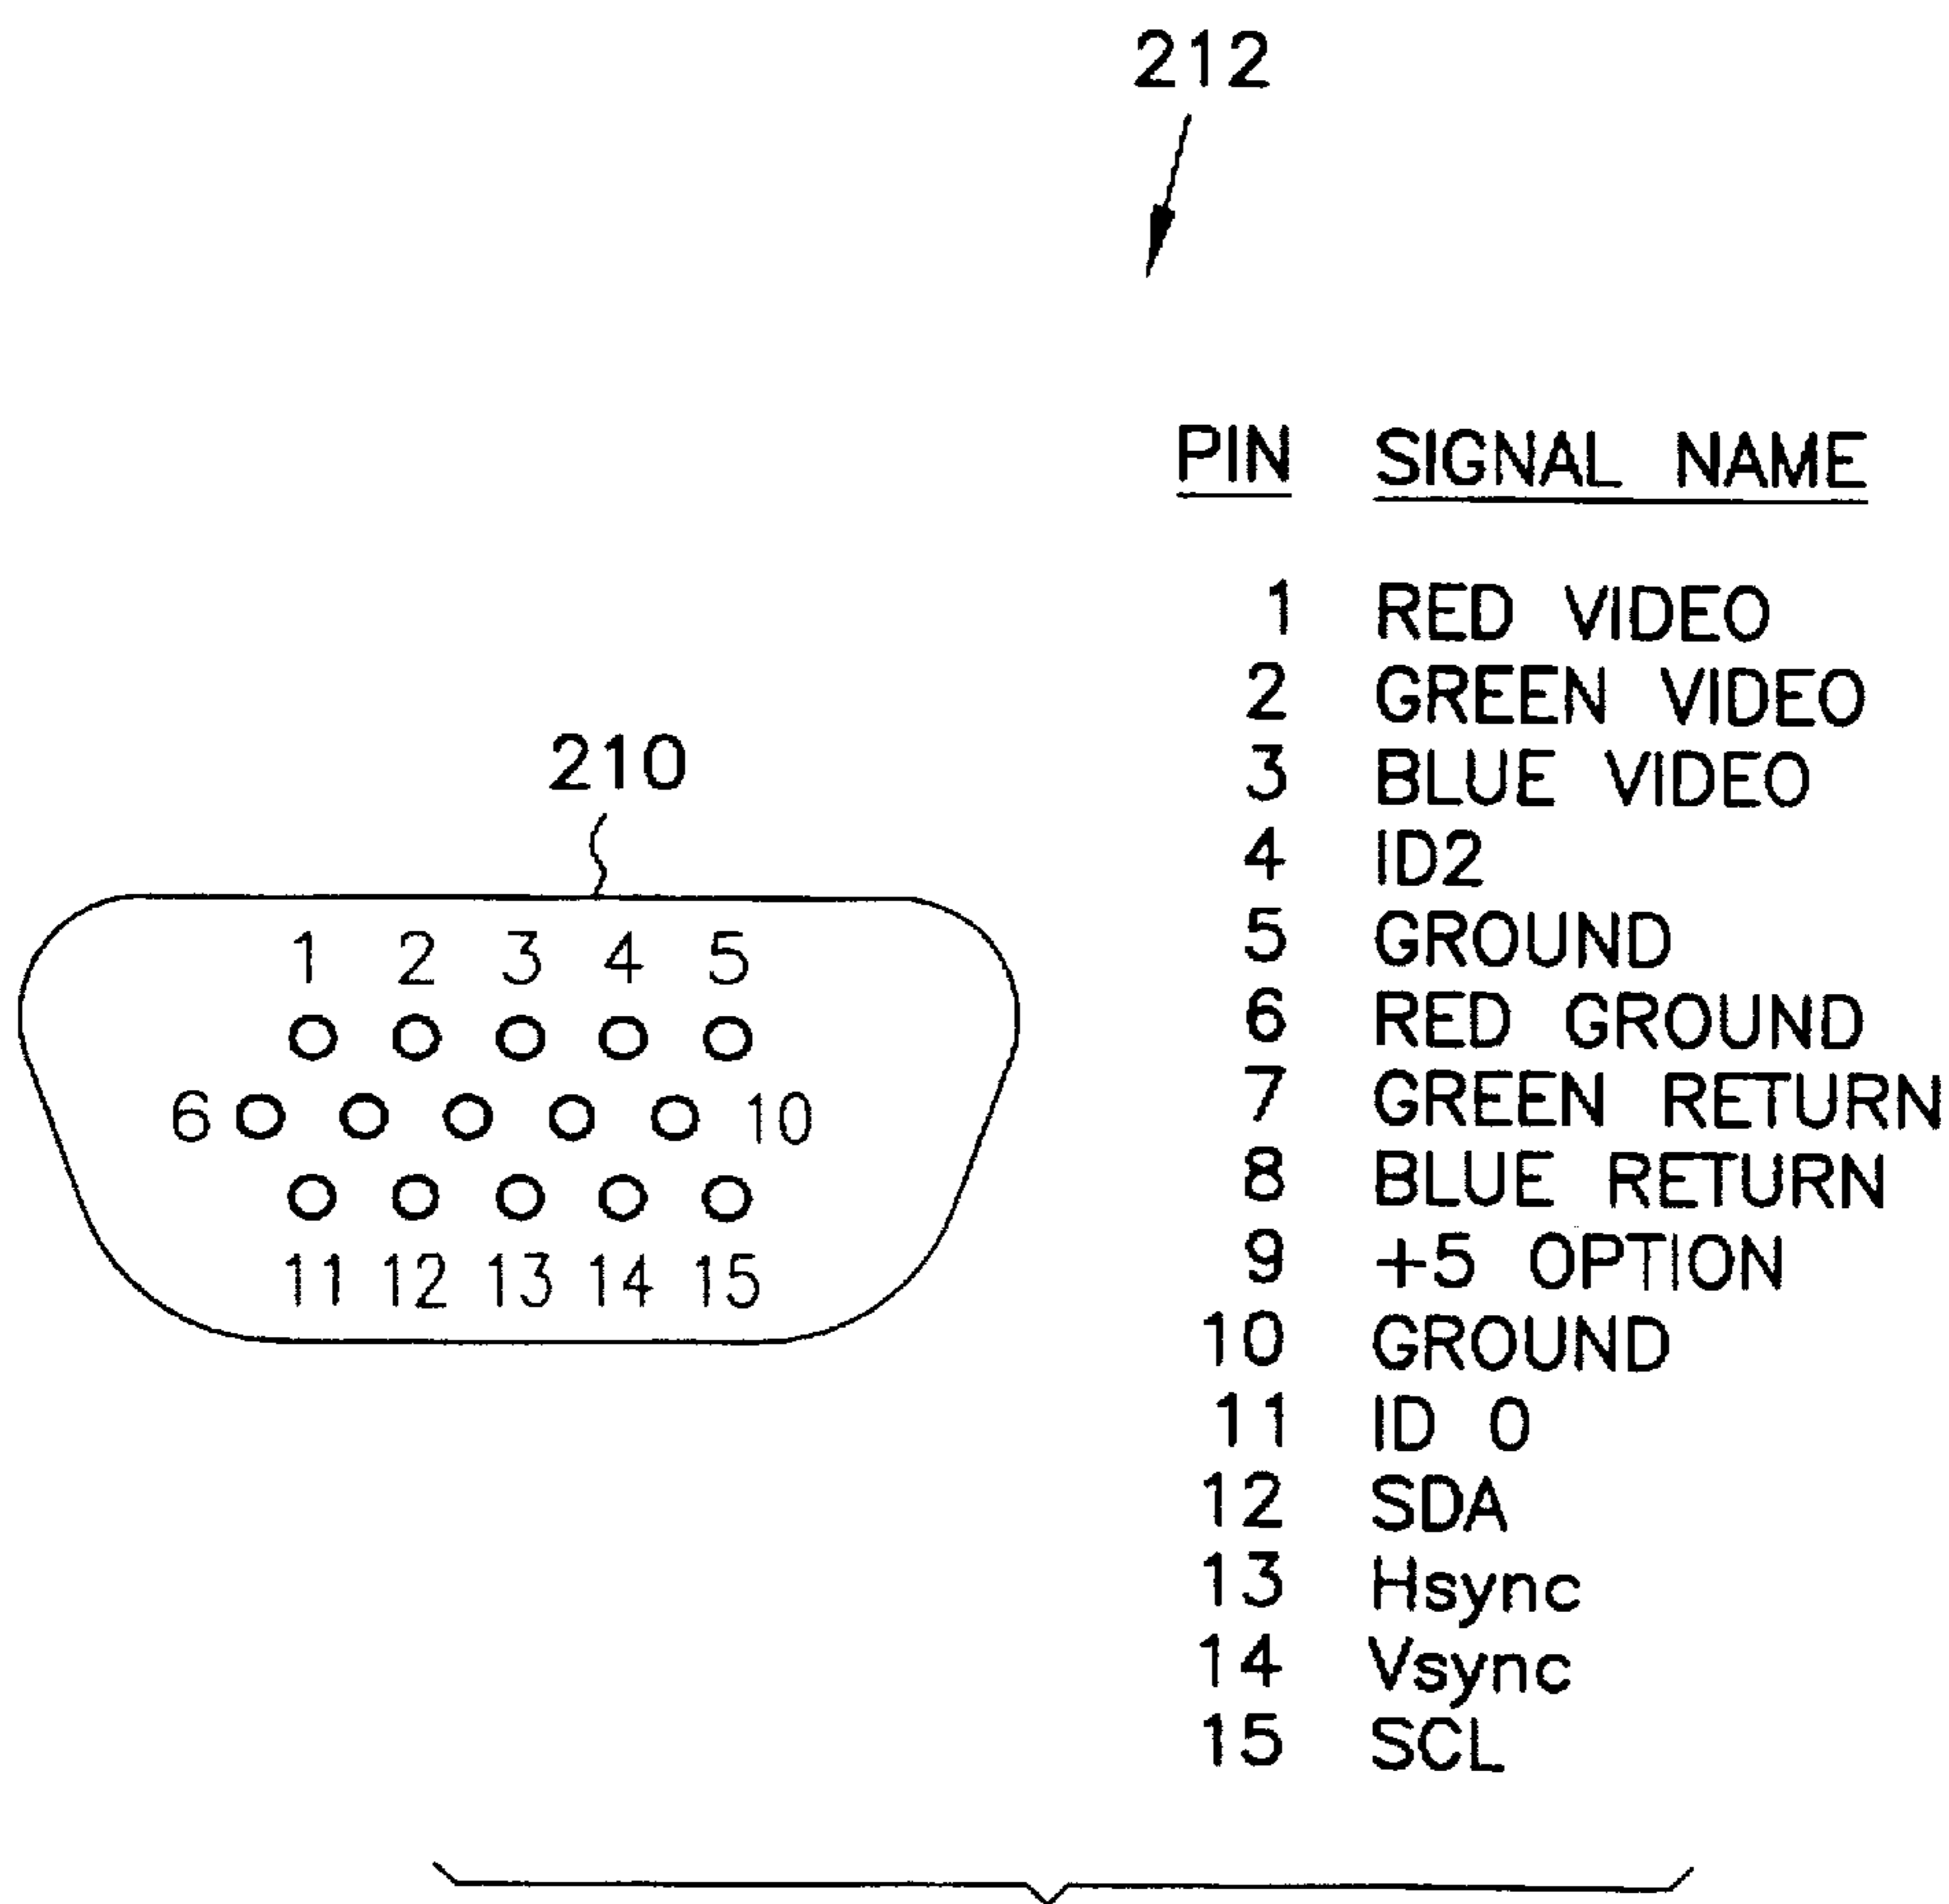 212
PIN SIGNAL NAME
1 RED VIDEO
2 GREEN VIDEO
3 BLUE VIDEO
4 ID2
5 GROUND
6 RED GROUND
7 GREEN RETURN
8 BLUE RETURN
9 +5 OPTION
10 GROUND
11 ID 0
12 SDA
13 Hsync
14 Vsync
15 SCL
210
1 2 3 4 5
6 10
11 12 13 14 15